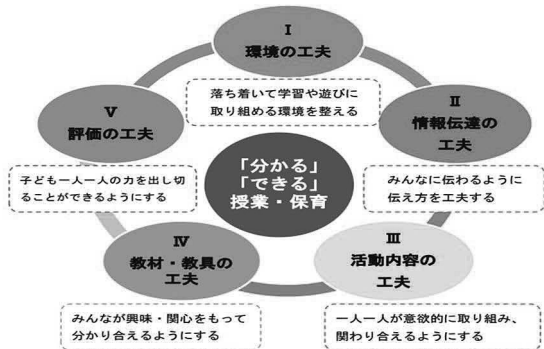 Ⅰ
環境の工夫
落ち着いて学習や遊びに
取り組める環境を整える
Ⅱ
情報伝達の
工夫
みんなに伝わるように
伝え方を工夫する
Ⅲ
活動内容の
工夫
一人一人が意欲的に取り組み、
関わり合えるようにする
Ⅳ
教材・教具の
工夫
みんなが興味・関心をもって
分かり合えるようにする
Ⅴ
評価の工夫
子ども一人一人の力を出し切
ることができるようにする
「分かる」
「できる」
授業・保育